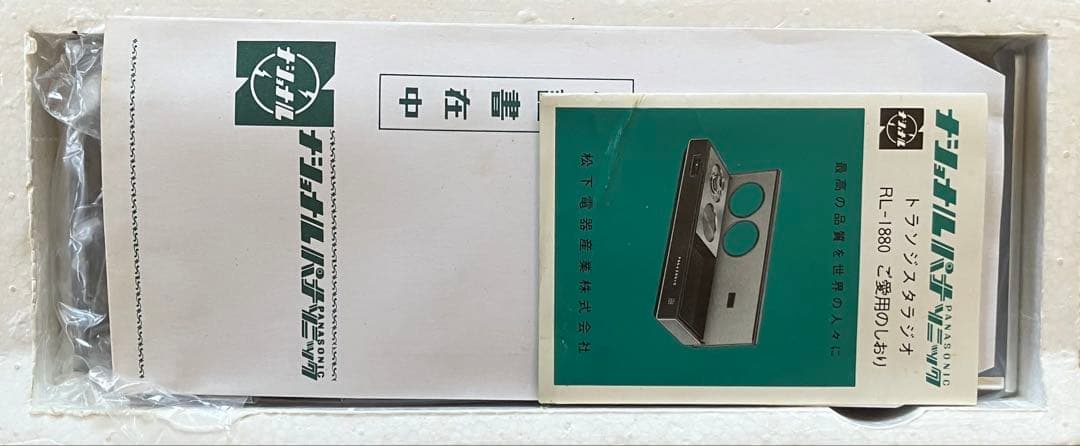 ナショナル
ナショナルパナソニック
PANASONIC
トランジスタラジオ
RL-1880 ご愛用のしおり
最高の品質を世界の人々に
松下電器産業株式会社
書在中
ナショナル
ナショナルパナソニック
PANASONIC